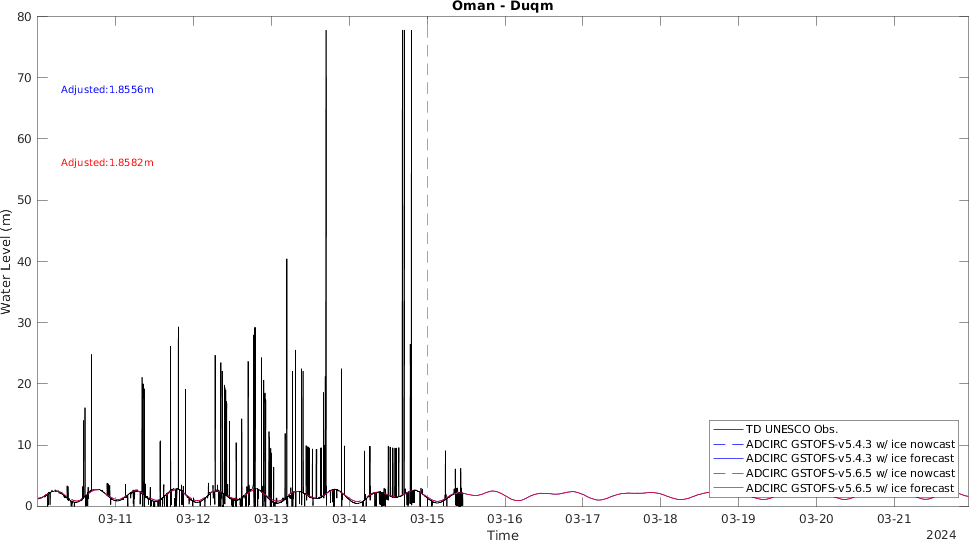 Oman - Duqm
80
70
60
50
40
30
20
10
0
Water Level (m)
Adjusted:1.8556m
Adjusted:1.8582m
TD UNESCO Obs.
ADCIRC GSTOFS-v5.4.3 w/ ice nowcast
ADCIRC GSTOFS-v5.4.3 w/ ice forecast
ADCIRC GSTOFS-v5.6.5 w/ ice nowcast
ADCIRC GSTOFS-v5.6.5 w/ ice forecast
03-11 03-12 03-13 03-14 03-15 03-16 03-17 03-18 03-19 03-20 03-21
Time
2024